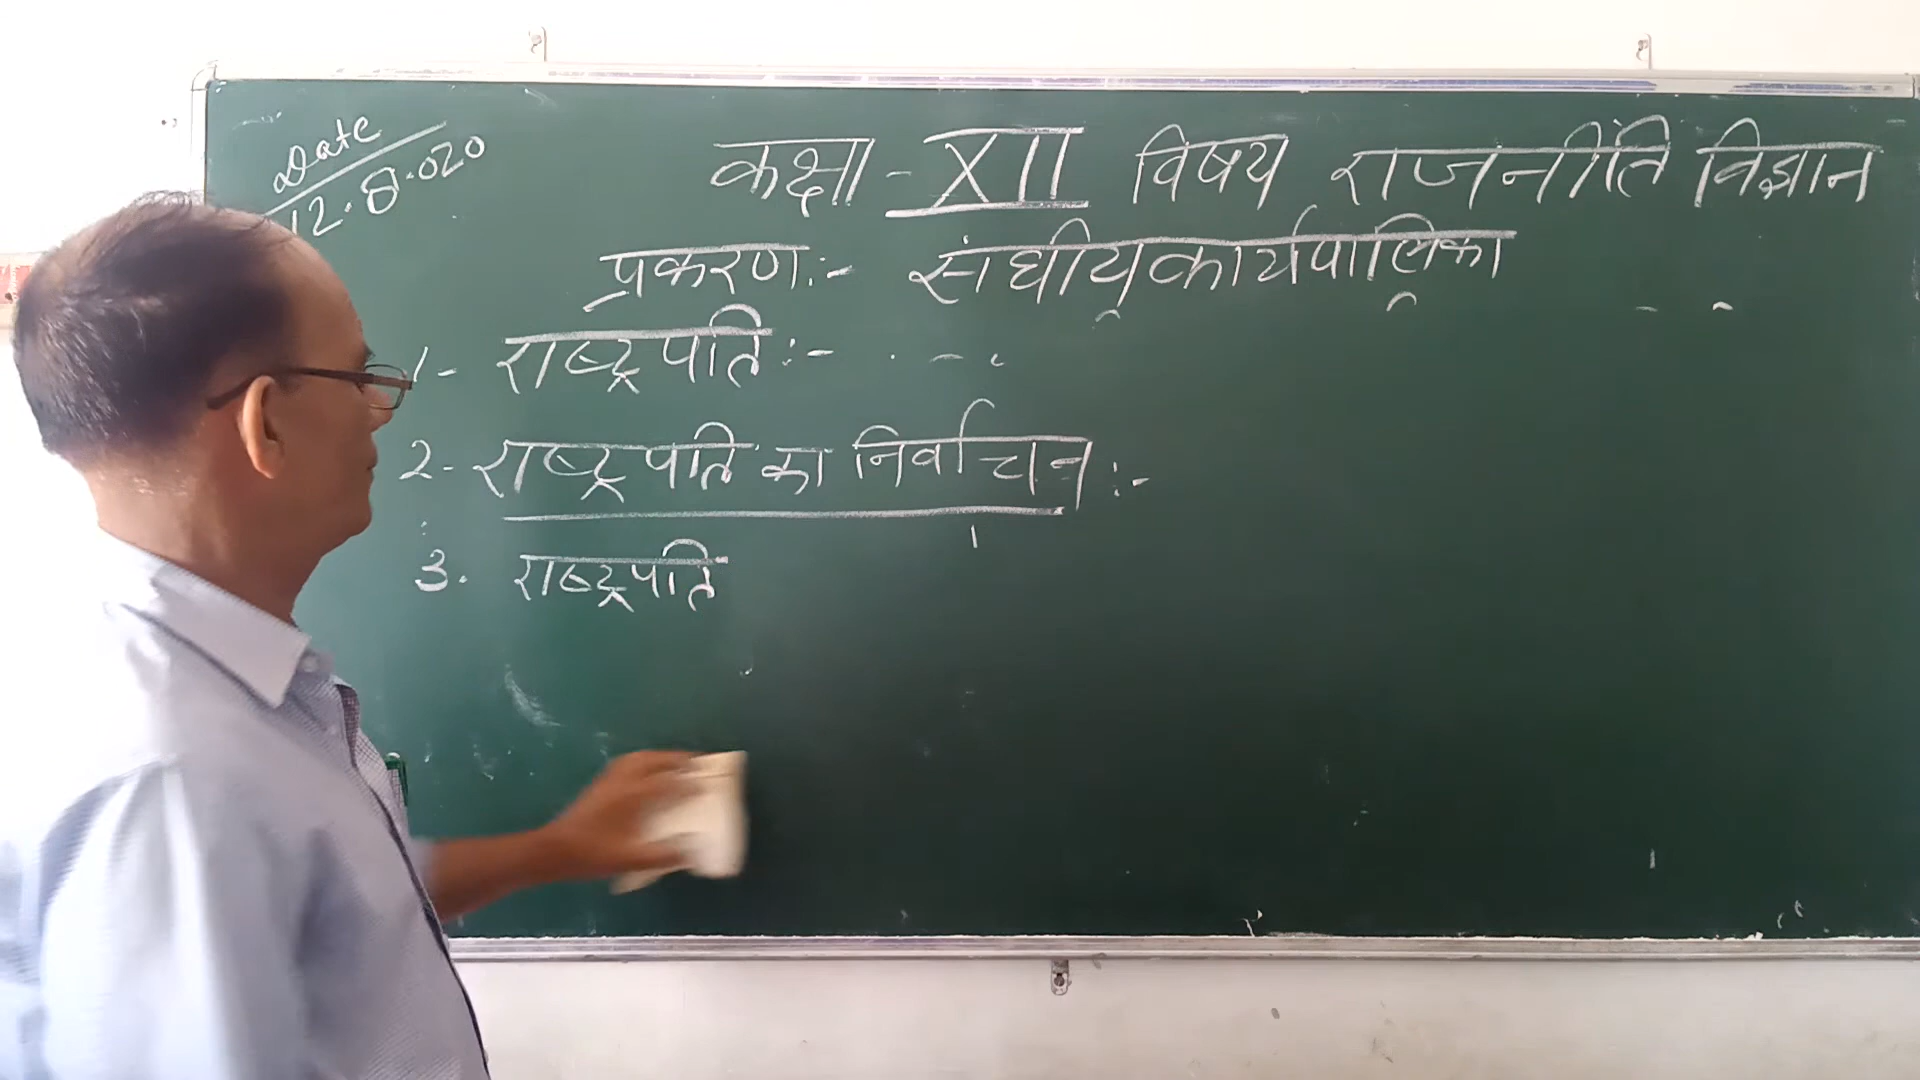 Date
12.8.020
कक्षा - XII विषय राजनीति विज्ञान
प्रकरण:- संघीय कार्यपालिका
1- राष्ट्रपति:-
2- राष्ट्रपति का निर्वाचन:-
3. राष्ट्रपति